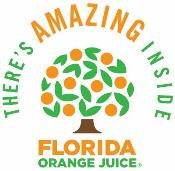 THERE'S AMAZING INSIDE
FLORIDA
ORANGE JUICE®